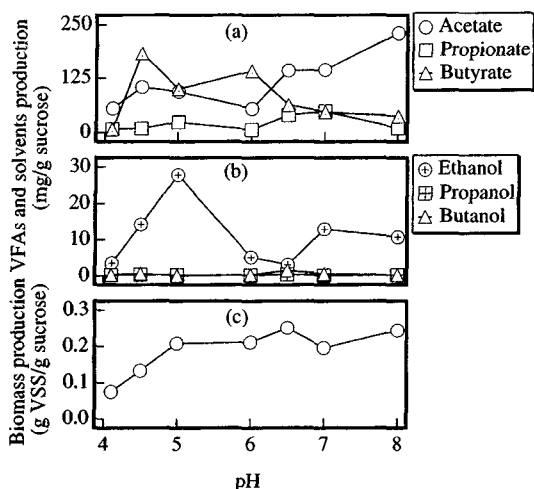 Biomass production VFAs and solvents production
(g VSS/g sucrose) (mg/g sucrose)
250
125
0
(a)
Acetate
Propionate
Butyrate
30
20
10
0
(b)
Ethanol
Propanol
Butanol
0.3
0.2
0.1
0.0
(c)
4 5 6 7 8
pH